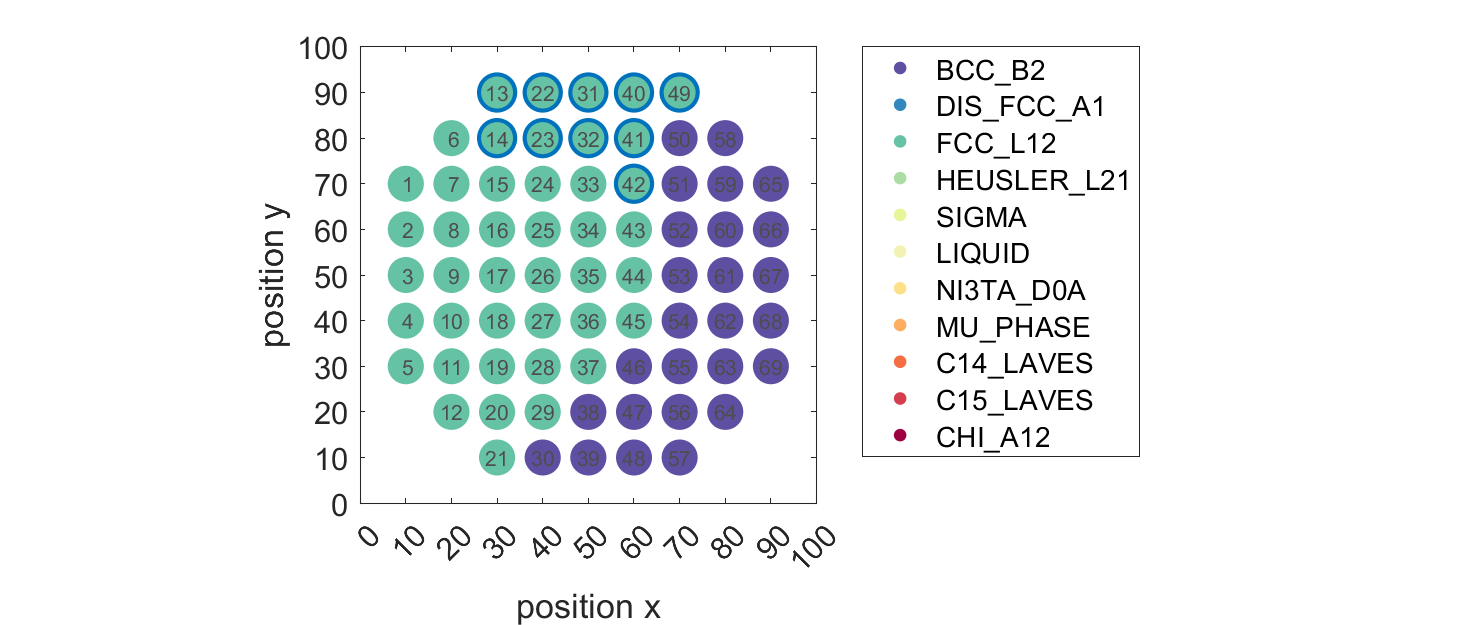 100
90 13 22 31 40 49
80 6 14 23 32 41 50 58
70 1 7 15 24 33 42 51 59 65
60 2 8 16 25 34 43 52 60 66
50 3 9 17 26 35 44 53 61 67
40 4 10 18 27 36 45 54 62 68
30 5 11 19 28 37 46 55 63 69
20 12 20 29 38 47 56 64
10 21 30 39 48 57
0
0 10 20 30 40 50 60 70 80 90 100
position x
position y
BCC_B2
DIS_FCC_A1
FCC_L12
HEUSLER_L21
SIGMA
LIQUID
NI3TA_D0A
MU_PHASE
C14_LAVES
C15_LAVES
CHI_A12